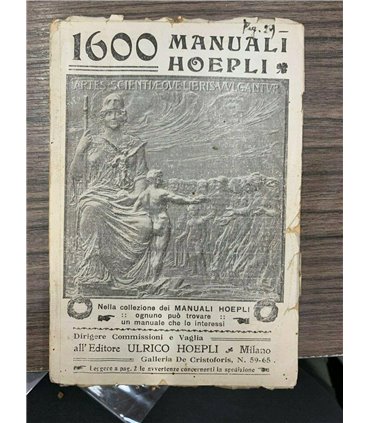 Pag. 29-
1600 MANUALI
HOEPLI
ARTES·SCIENTIÆQVE LIBRIS VVLGANTVR
Nella collezione dei MANUALI HOEPLI
:: ognuno può trovare ::
un manuale che lo interessi
Dirigere Commissioni e Vaglia
all'Editore ULRICO HOEPLI Milano
Galleria De Cristoforis, N. 59-65.
Leggere a pag. 2 le avvertenze concernenti la spedizione